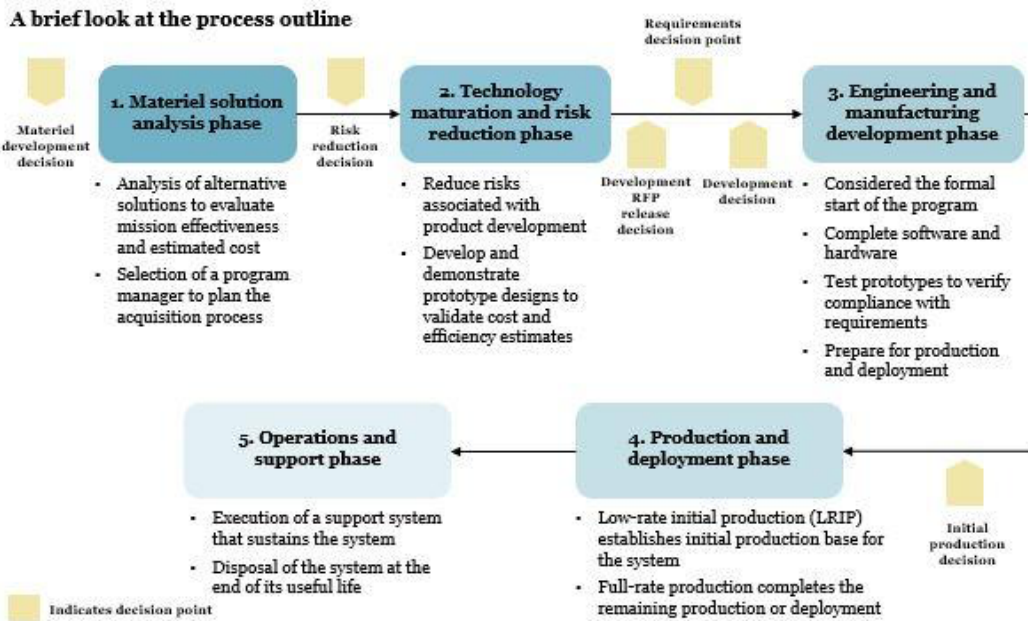 A brief look at the process outline
Requirements
decision point
1. Materiel solution
analysis phase
2. Technology
maturation and risk
reduction phase
3. Engineering and
manufacturing
development phase
Materiel
development
decision
Risk
reduction
decision
Development
RFP
release
decision
Development
decision
• Analysis of alternative
solutions to evaluate
mission effectiveness
and estimated cost
• Selection of a program
manager to plan the
acquisition process
• Reduce risks
associated with
product development
• Develop and
demonstrate
prototype designs to
validate cost and
efficiency estimates
• Considered the formal
start of the program
• Complete software and
hardware
• Test prototypes to verify
compliance with
requirements
• Prepare for production
and deployment
5. Operations and
support phase
4. Production and
deployment phase
• Execution of a support system
that sustains the system
• Disposal of the system at the
end of its useful life
• Low-rate initial production (LRIP)
establishes initial production base for
the system
• Full-rate production completes the
remaining production or deployment
Initial
production
decision
Indicates decision point